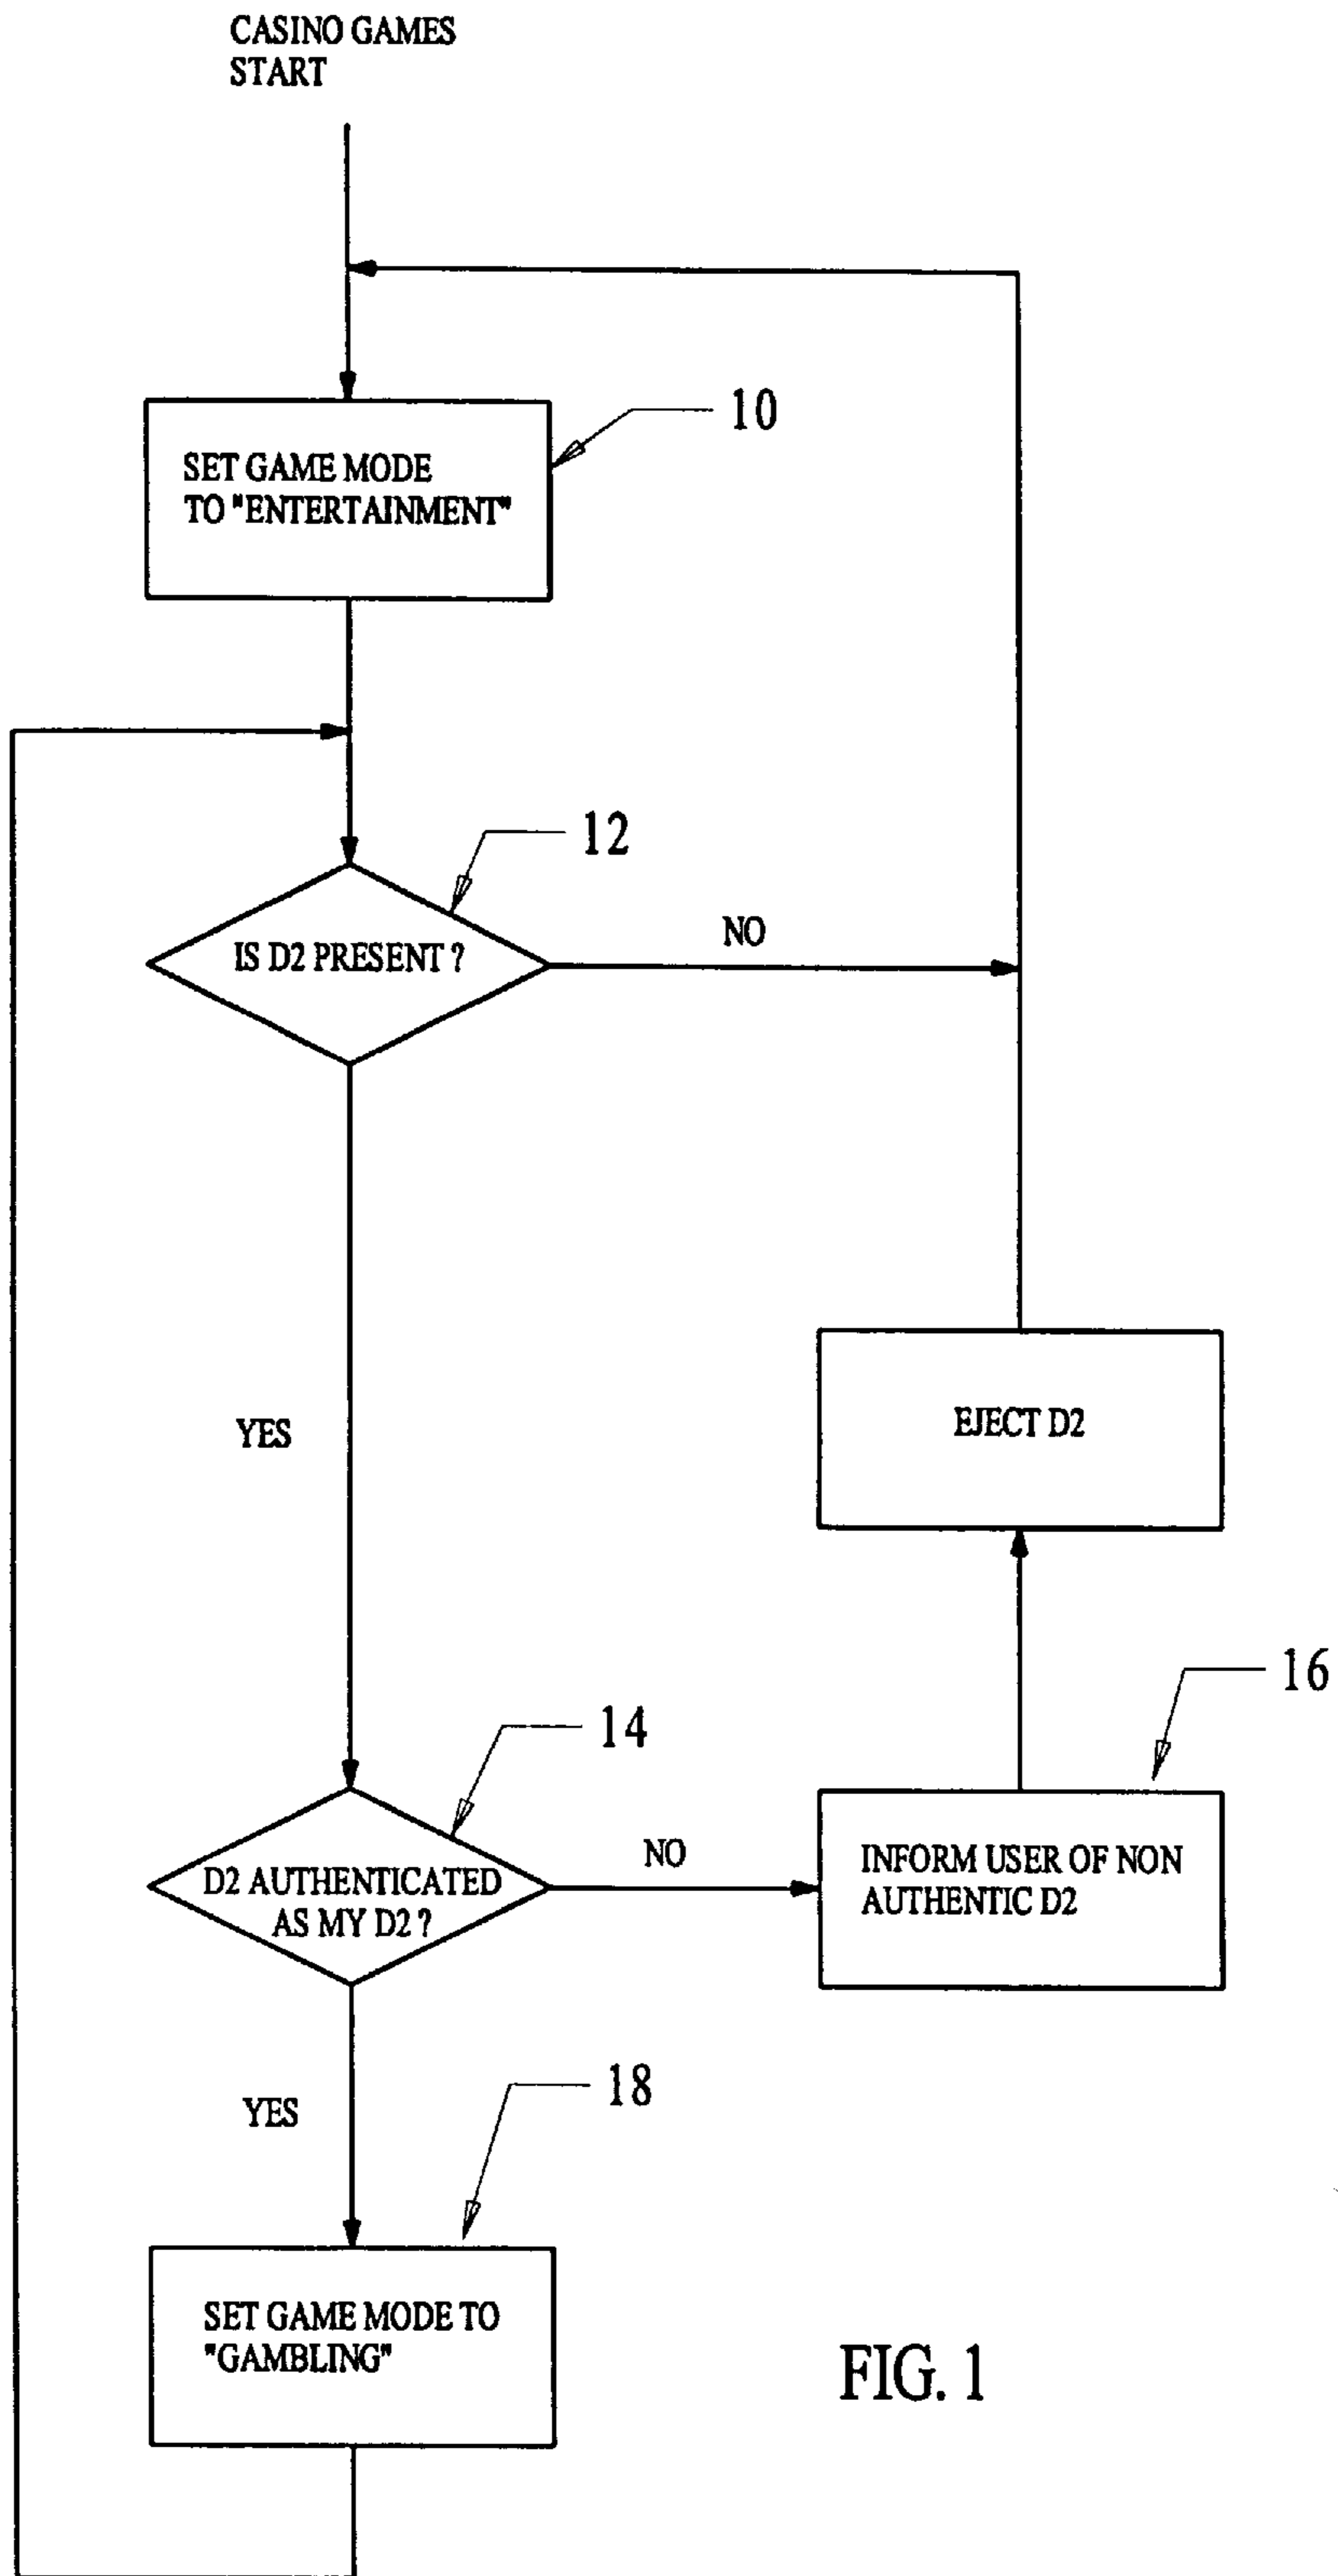 CASINO GAMES
START
10
SET GAME MODE
TO "ENTERTAINMENT"
12
IS D2 PRESENT ?
NO
YES
EJECT D2
16
14
D2 AUTHENTICATED
AS MY D2 ?
NO
INFORM USER OF NON
AUTHENTIC D2
18
YES
SET GAME MODE TO
"GAMBLING"
FIG. 1